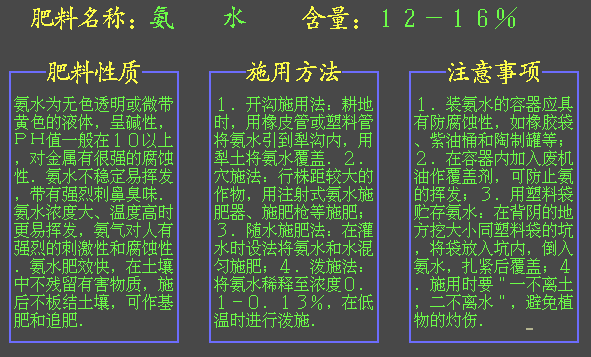 肥料名称：氨 水 含量：１２－１６％
肥料性质
氨水为无色透明或微带
黄色的液体，呈碱性，
ＰＨ值一般在１０以上
，对金属有很强的腐蚀
性．氨水不稳定易挥发
，带有强烈刺鼻臭味．
氨水浓度大、温度高时
更易挥发，氨气对人有
强烈的刺激性和腐蚀性
．氨水肥效快，在土壤
中不残留有害物质，施
后不板结土壤，可作基
肥和追肥．
施用方法
１．开沟施用法：耕地
时，用橡皮管或塑料管
将氨水引到犁沟内，用
犁土将氨水覆盖．２．
穴施法：行株距较大的
作物，用注射式氨水施
肥器、施肥枪等施肥；
３．随水施肥法：在灌
水时设法将氨水和水混
匀施肥；４．泼施法：
将氨水稀释至浓度０．
１－０．１３％，在低
温时进行泼施．
注意事项
１．装氨水的容器应具
有防腐蚀性，如橡胶袋
、紫油桶和陶制罐等；
２．在容器内加入废机
油作覆盖剂，可防止氨
的挥发；３．用塑料袋
贮存氨水：在背阴的地
方挖大小同塑料袋的坑
，将袋放入坑内，倒入
氨水，扎紧后覆盖；４
．施用时要＂一不离土
，二不离水＂，避免植
物的灼伤．